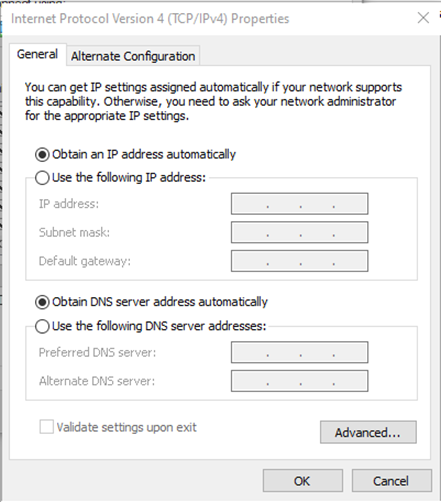 Internet Protocol Version 4 (TCP/IPv4) Properties
General Alternate Configuration
You can get IP settings assigned automatically if your network supports
this capability. Otherwise, you need to ask your network administrator
for the appropriate IP settings.
Obtain an IP address automatically
Use the following IP address:
IP address:
Subnet mask:
Default gateway:
Obtain DNS server address automatically
Use the following DNS server addresses:
Preferred DNS server:
Alternate DNS server:
Validate settings upon exit
Advanced...
OK Cancel